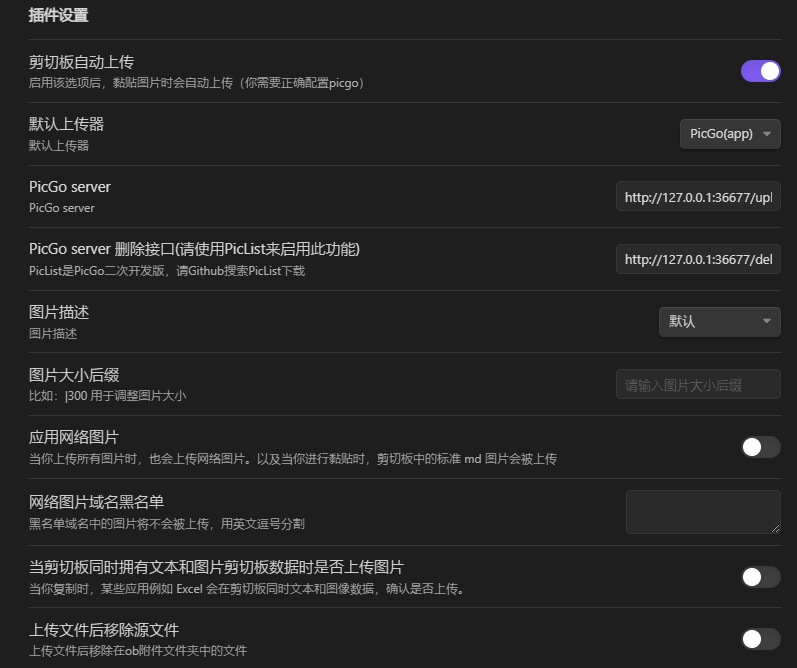 插件设置
剪切板自动上传
启用该选项后，黏贴图片时会自动上传（你需要正确配置picgo）
默认上传器
默认上传器
PicGo(app)
PicGo server
PicGo server
http://127.0.0.1:36677/upl
PicGo server 删除接口(请使用PicList来启用此功能)
PicList是PicGo二次开发版，请Github搜索PicList下载
http://127.0.0.1:36677/del
图片描述
图片描述
默认
图片大小后缀
比如：|300 用于调整图片大小
请输入图片大小后缀
应用网络图片
当你上传所有图片时，也会上传网络图片。以及当你进行黏贴时，剪切板中的标准 md 图片会被上传
网络图片域名黑名单
黑名单域名中的图片将不会被上传，用英文逗号分割
当剪切板同时拥有文本和图片剪切板数据时是否上传图片
当你复制时，某些应用例如 Excel 会在剪切板同时文本和图像数据，确认是否上传。
上传文件后移除源文件
上传文件后移除在ob附件文件夹中的文件